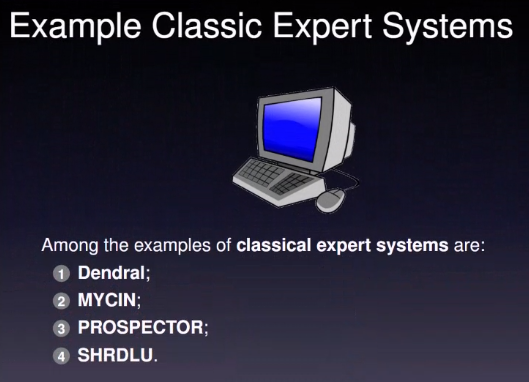 Example Classic Expert Systems
Among the examples of classical expert systems are:
1 Dendral;
2 MYCIN;
3 PROSPECTOR;
4 SHRDLU.